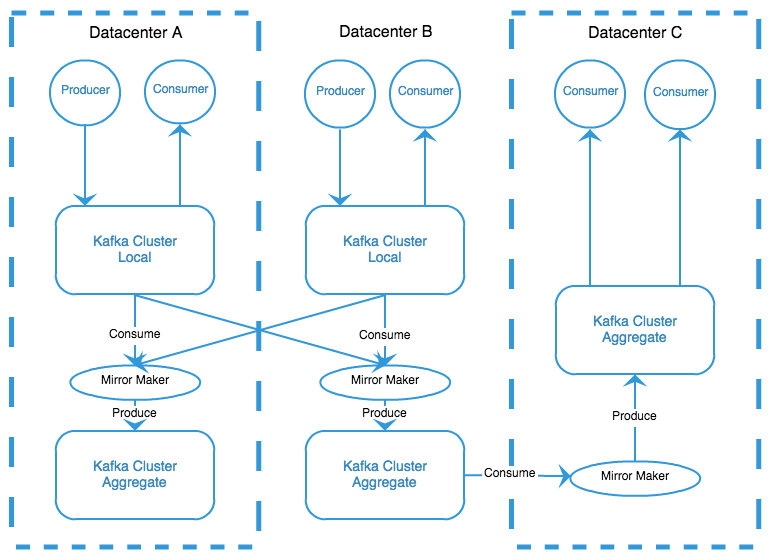 Datacenter A
Datacenter B
Datacenter C
Producer
Consumer
Producer
Consumer
Consumer
Consumer
Kafka Cluster
Local
Kafka Cluster
Local
Kafka Cluster
Aggregate
Consume
Consume
Mirror Maker
Mirror Maker
Produce
Produce
Produce
Kafka Cluster
Aggregate
Kafka Cluster
Aggregate
Consume
Mirror Maker